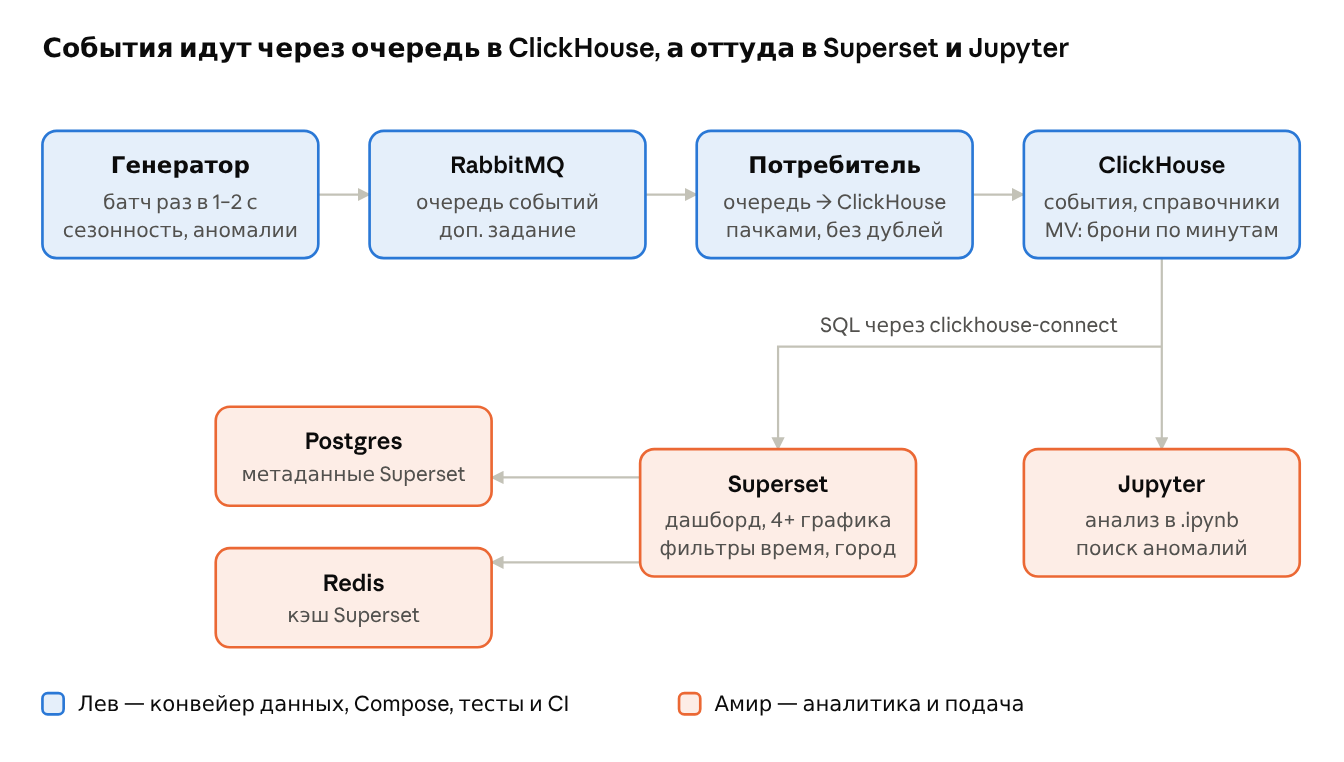 События идут через очередь в ClickHouse, а оттуда в Superset и Jupyter
Генератор
батч раз в 1–2 с
сезонность, аномалии
RabbitMQ
очередь событий
доп. задание
Потребитель
очередь → ClickHouse
пачками, без дублей
ClickHouse
события, справочники
MV: брони по минутам
SQL через clickhouse-connect
Postgres
метаданные Superset
Superset
дашборд, 4+ графика
фильтры время, город
Jupyter
анализ в .ipynb
поиск аномалий
Redis
кэш Superset
Лев — конвейер данных, Compose, тесты и CI
Амир — аналитика и подача